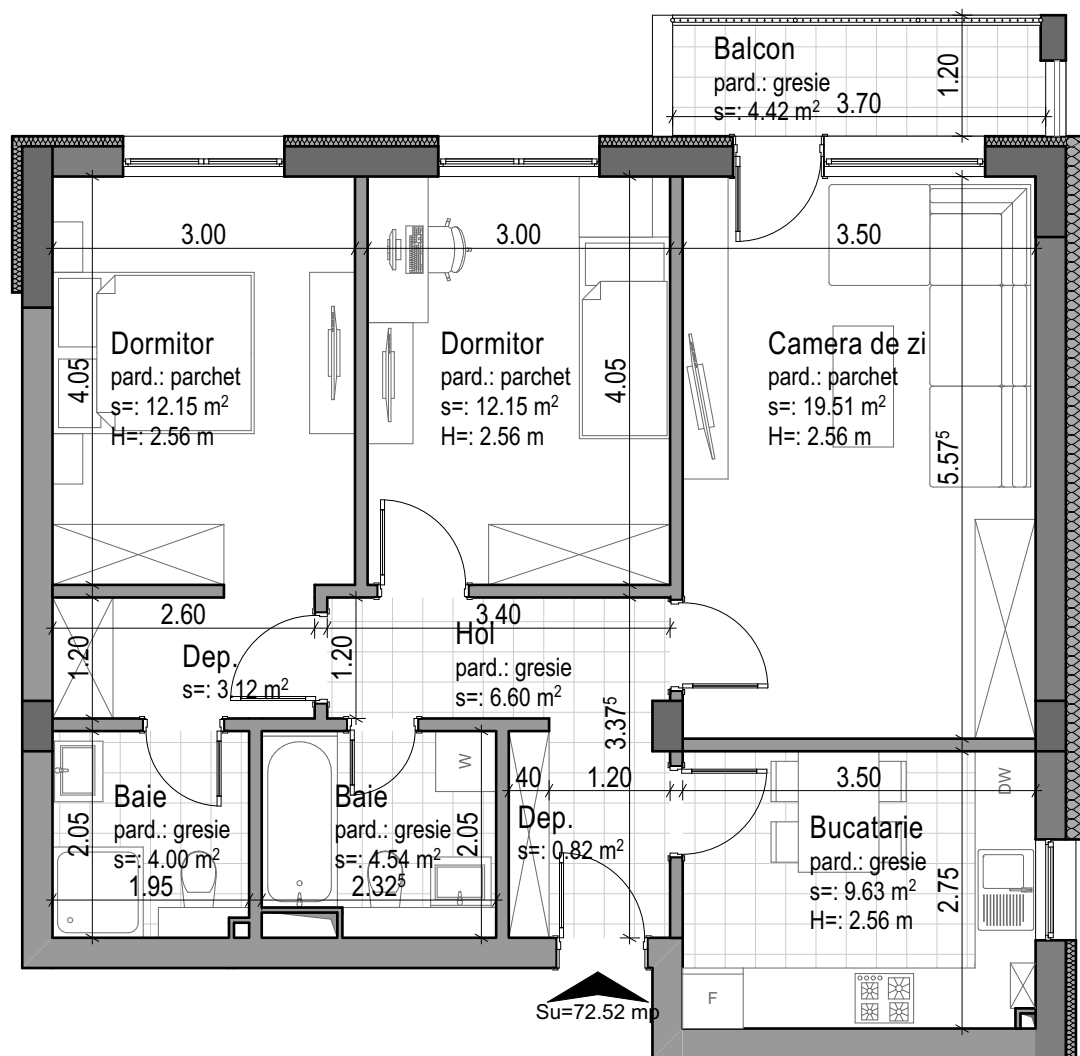 Balcon
pard.: gresie
s=: 4.42 m²
3.70
1.20
3.00
3.00
3.50
Dormitor
pard.: parchet
s=: 12.15 m²
H=: 2.56 m
4.05
Dormitor
pard.: parchet
s=: 12.15 m²
H=: 2.56 m
4.05
Camera de zi
pard.: parchet
s=: 19.51 m²
H=: 2.56 m
5.57⁵
2.60
3.40
1.20
Dep.
s=: 3.12 m²
1.20
Hol
pard.: gresie
s=: 6.60 m²
3.37⁵
Baie
pard.: gresie
s=: 4.00 m²
1.95
2.05
Baie
pard.: gresie
s=: 4.54 m²
2.32⁵
2.05
W
40
1.20
Dep.
s=: 0.82 m²
3.50
DW
Bucatarie
pard.: gresie
s=: 9.63 m²
H=: 2.56 m
2.75
F
Su=72.52 mp